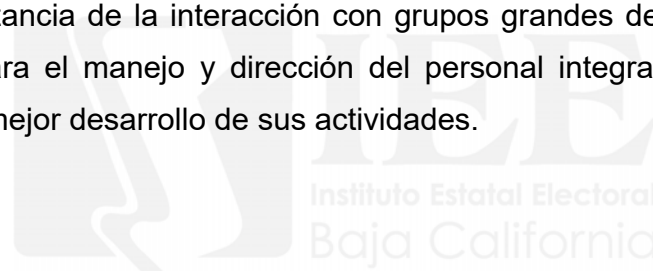 tancia de la interacción con grupos grandes de
ara el manejo y dirección del personal integra
mejor desarrollo de sus actividades.
IEE
Instituto Estatal Electoral
Baja California